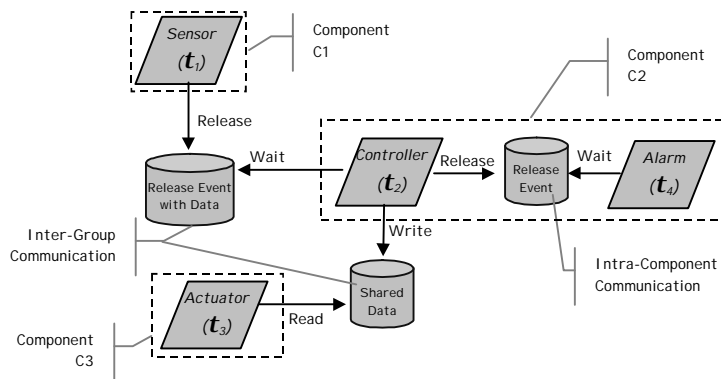 Sensor
(t1)
Component
C1
Component
C2
Release
Wait
Controller
(t2)
Release
Release
Event
Wait
Alarm
(t4)
Release Event
with Data
Write
Inter-Group
Communication
Intra-Component
Communication
Shared
Data
Actuator
(t3)
Read
Component
C3